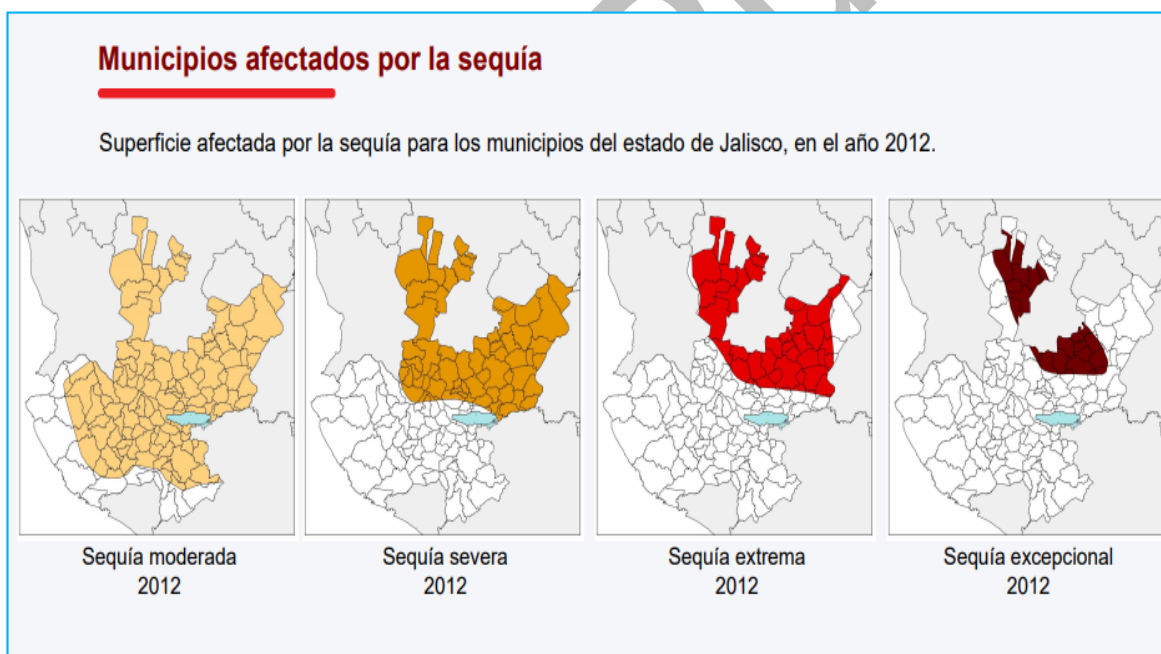 Municipios afectados por la sequía
Superficie afectada por la sequía para los municipios del estado de Jalisco, en el año 2012.
Sequía moderada
2012
Sequía severa
2012
Sequía extrema
2012
Sequía excepcional
2012